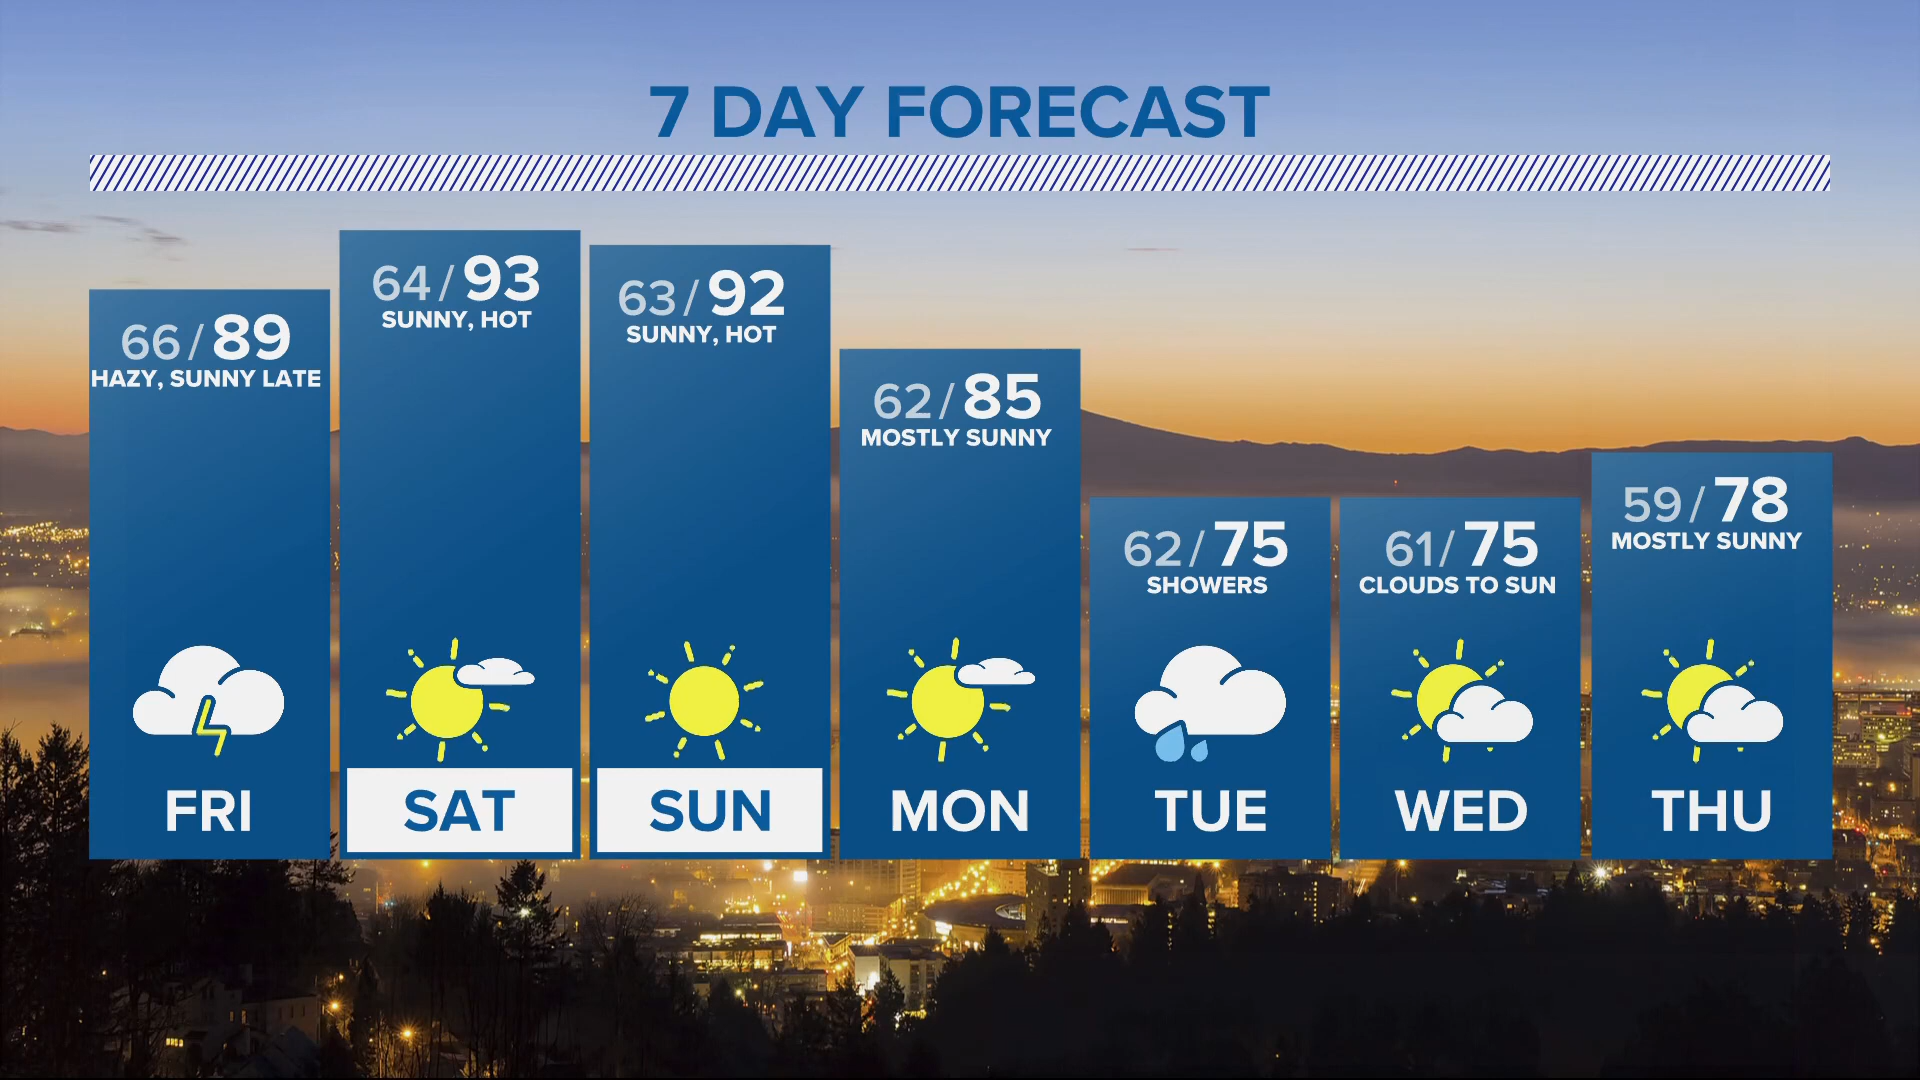 7 DAY FORECAST
66/89
HAZY, SUNNY LATE
FRI
64/93
SUNNY, HOT
SAT
63/92
SUNNY, HOT
SUN
62/85
MOSTLY SUNNY
MON
62/75
SHOWERS
TUE
61/75
CLOUDS TO SUN
WED
59/78
MOSTLY SUNNY
THU